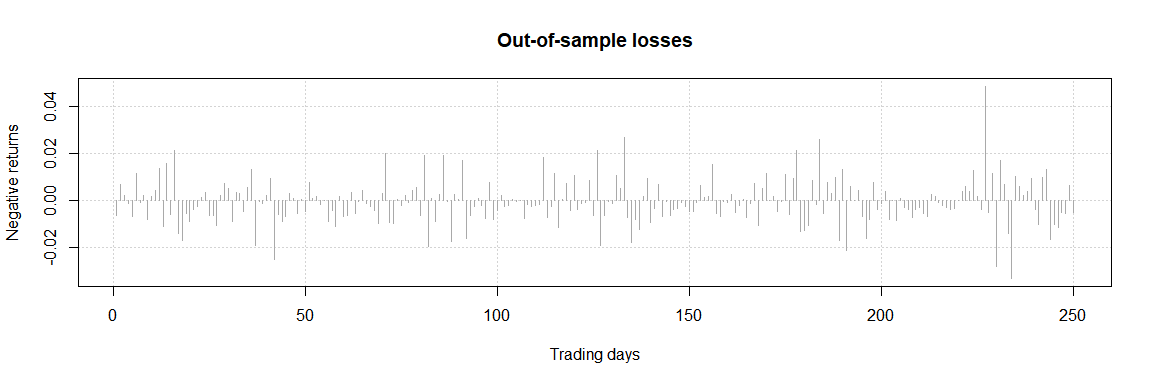 Out-of-sample losses
Negative returns
0.04
0.02
0.00
-0.02
0 50 100 150 200 250
Trading days